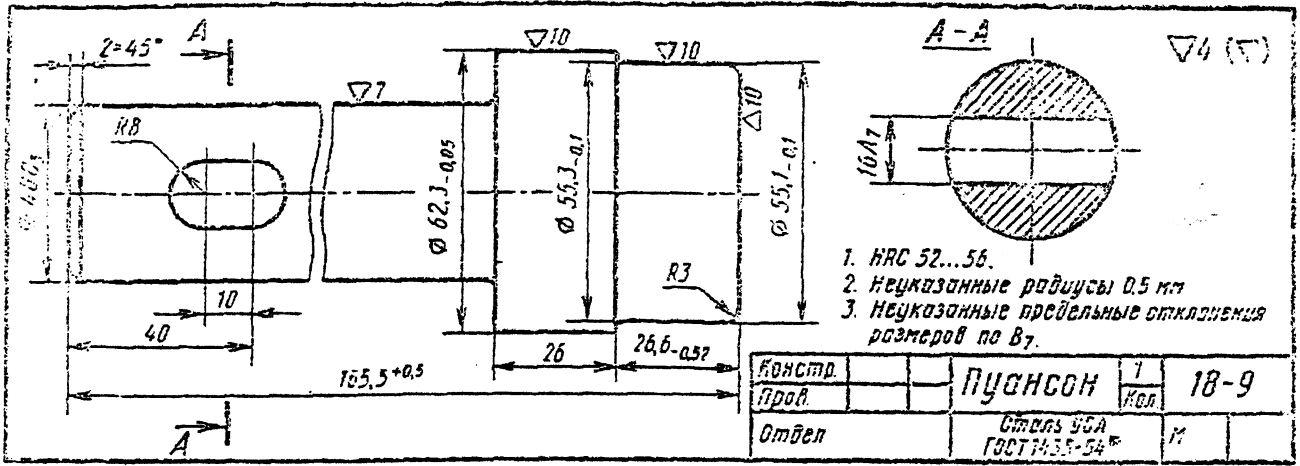 2×45°
А
▽10
▽10
А – А
▽4 (▽)
▽7
▽10
R8
Ø 62,3-0,05
Ø 55,3-0,1
Ø 55,1-0,1
16А7
R3
10
40
26
26,6-0,52
165,5+0,5
А
1. HRC 52...56.
2. Неуказанные радиусы 0,5 мм
3. Неуказанные предельные отклонения
размеров по В7.
Констр.
Пров.
Отдел
Пуансон
1
Кол.
18-9
Сталь
ГОСТ 1435-54*
М